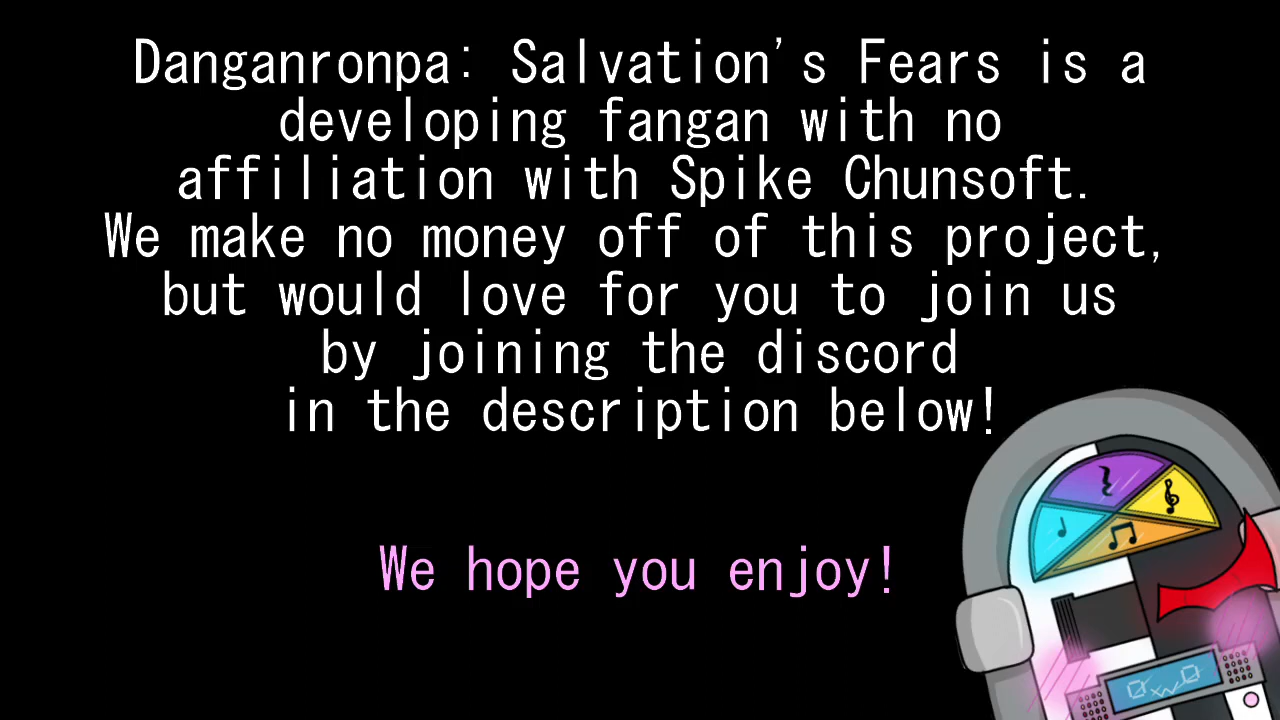 Danganronpa: Salvation's Fears is a
developing fangan with no
affiliation with Spike Chunsoft.
We make no money off of this project,
but would love for you to join us
by joining the discord
in the description below!
We hope you enjoy!